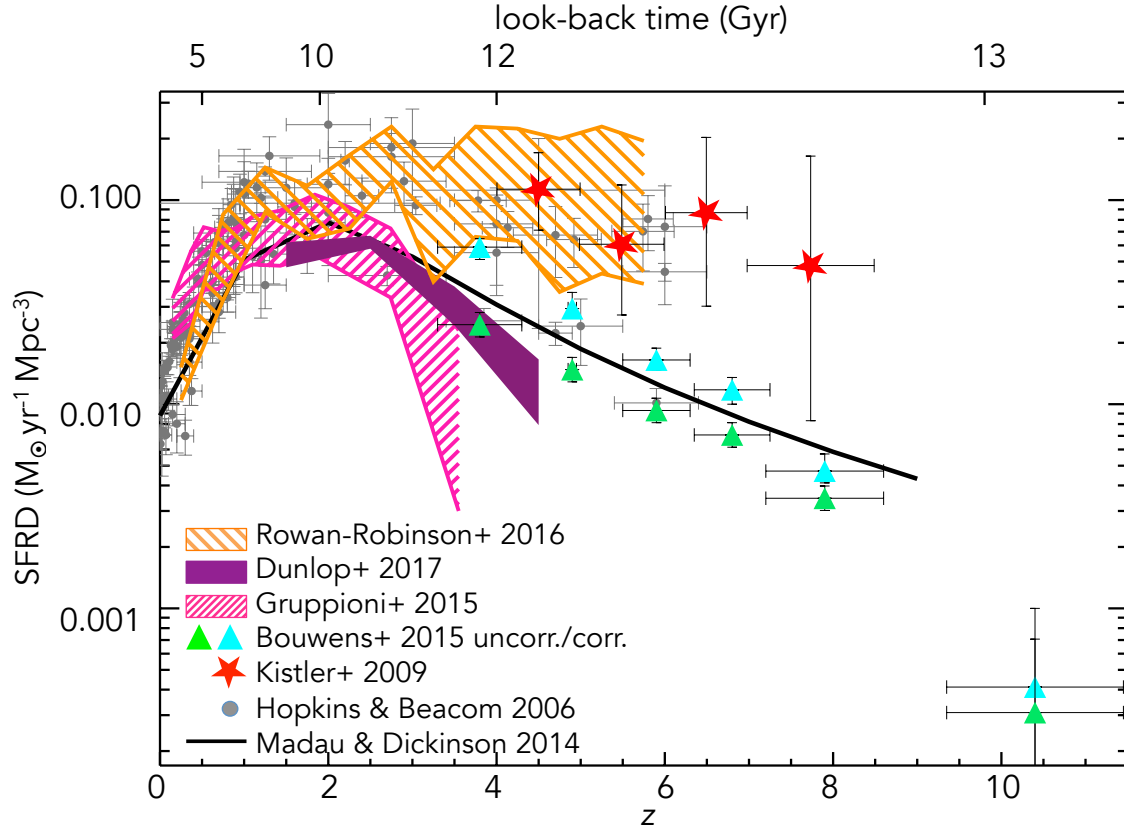 look-back time (Gyr)
5 10 12 13
0.100
0.010
0.001
SFRD (M☉ yr⁻¹ Mpc⁻³)
Rowan-Robinson+ 2016
Dunlop+ 2017
Gruppioni+ 2015
Bouwens+ 2015 uncorr./corr.
Kistler+ 2009
Hopkins & Beacom 2006
Madau & Dickinson 2014
0 2 4 6 8 10
z